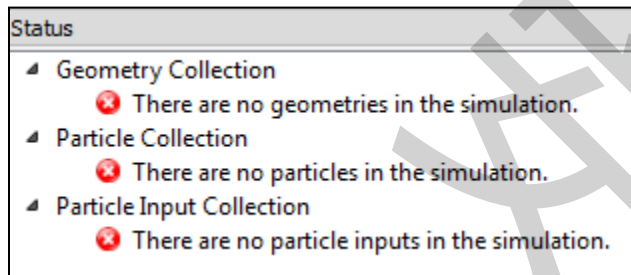 Status
Geometry Collection
There are no geometries in the simulation.
Particle Collection
There are no particles in the simulation.
Particle Input Collection
There are no particle inputs in the simulation.